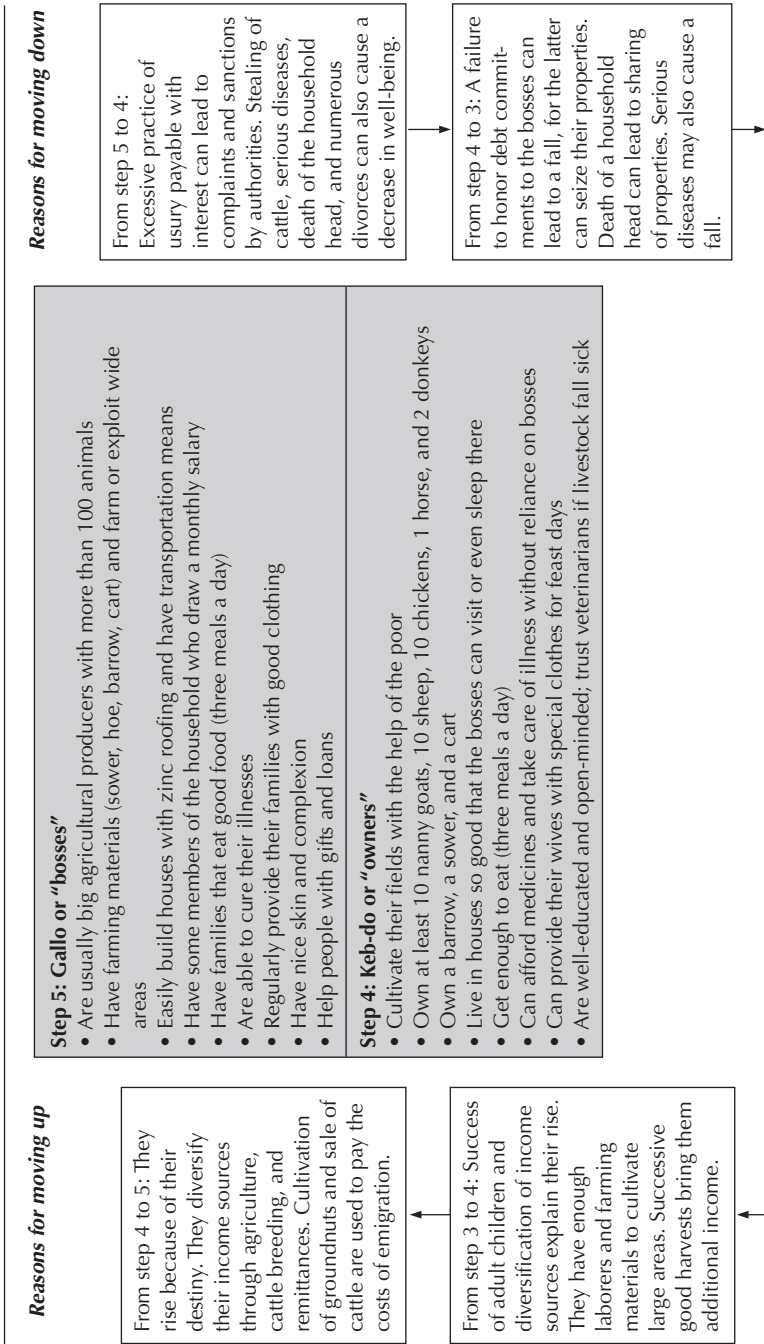 Reasons for moving up
From step 4 to 5: They
rise because of their
destiny. They diversify
their income sources
through agriculture,
cattle breeding, and
remittances. Cultivation
of groundnuts and sale of
cattle are used to pay the
costs of emigration.
From step 3 to 4: Success
of adult children and
diversification of income
sources explain their rise.
They have enough
laborers and farming
materials to cultivate
large areas. Successive
good harvests bring them
additional income.
Step 5: Gallo or "bosses"
• Are usually big agricultural producers with more than 100 animals
• Have farming materials (sower, hoe, barrow, cart) and farm or exploit wide
areas
• Easily build houses with zinc roofing and have transportation means
• Have some members of the household who draw a monthly salary
• Have families that eat good food (three meals a day)
• Are able to cure their illnesses
• Regularly provide their families with good clothing
• Have nice skin and complexion
• Help people with gifts and loans
Step 4: Keb-do or "owners"
• Cultivate their fields with the help of the poor
• Own at least 10 nanny goats, 10 sheep, 10 chickens, 1 horse, and 2 donkeys
• Own a barrow, a sower, and a cart
• Live in houses so good that the bosses can visit or even sleep there
• Get enough to eat (three meals a day)
• Can afford medicines and take care of illness without reliance on bosses
• Can provide their wives with special clothes for feast days
• Are well-educated and open-minded; trust veterinarians if livestock fall sick
Reasons for moving down
From step 5 to 4:
Excessive practice of
usury payable with
interest can lead to
complaints and sanctions
by authorities. Stealing of
cattle, serious diseases,
death of the household
head, and numerous
divorces can also cause a
decrease in well-being.
From step 4 to 3: A failure
to honor debt commit-
ments to the bosses can
lead to a fall, for the latter
can seize their properties.
Death of a household
head can lead to sharing
of properties. Serious
diseases may also cause a
fall.